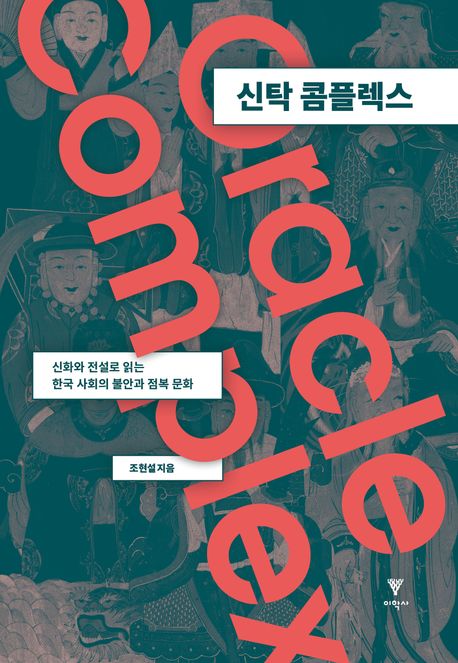 Oracle
Complex
신탁 콤플렉스
신화와 전설로 읽는
한국 사회의 불안과 점복 문화
조현설 지음
이학사